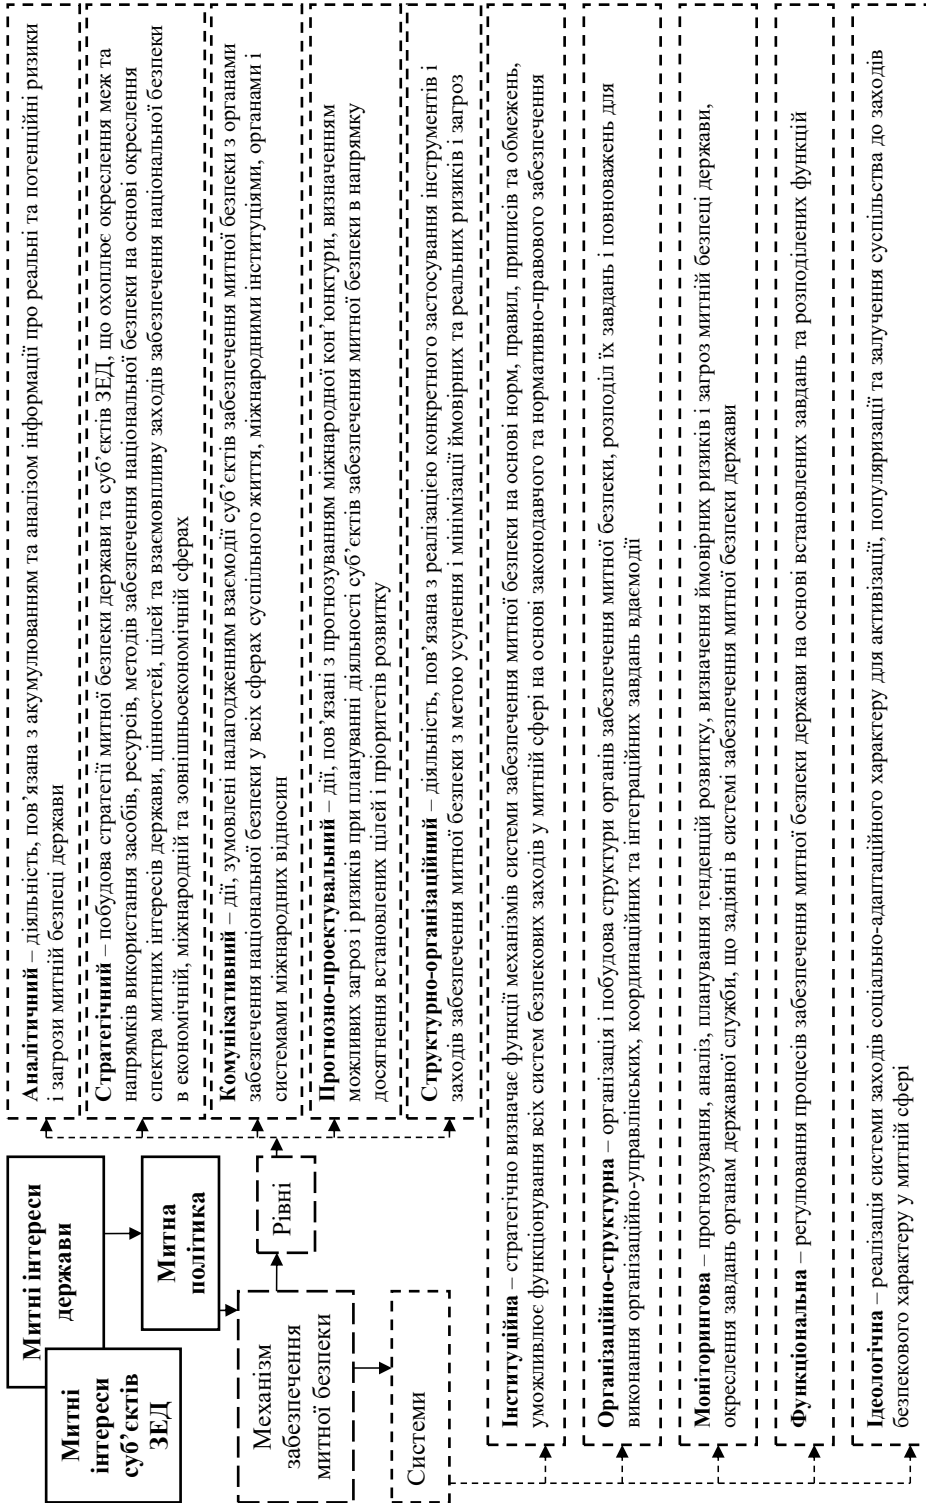 Митні інтереси
держави
Митні
інтереси
суб’єктів
ЗЕД
Митна
політика
Механізм
забезпечення
митної безпеки
Рівні
Системи
Аналітичний – діяльність, пов’язана з акумулюванням та аналізом інформації про реальні та потенційні ризики
і загрози митній безпеці держави
Стратегічний – побудова стратегії митної безпеки держави та суб’єктів ЗЕД, що охоплює окреслення меж та
напрямків використання засобів, ресурсів, методів забезпечення національної безпеки на основі окреслення
спектра митних інтересів держави, цінностей, цілей та взаємовпливу заходів забезпечення національної безпеки
в економічній, міжнародній та зовнішньоекономічній сферах
Комунікативний – дії, зумовлені налагодженням взаємодії суб’єктів забезпечення митної безпеки з органами
забезпечення національної безпеки у всіх сферах суспільного життя, міжнародними інституціями, органами і
системами міжнародних відносин
Прогнозно-проектувальний – дії, пов’язані з прогнозуванням міжнародної кон’юнктури, визначенням
можливих загроз і ризиків при плануванні діяльності суб’єктів забезпечення митної безпеки в напрямку
досягнення встановлених цілей і пріоритетів розвитку
Структурно-організаційний – діяльність, пов’язана з реалізацією конкретного застосування інструментів і
заходів забезпечення митної безпеки з метою усунення і мінімізації ймовірних та реальних ризиків і загроз
Інституційна – стратегічно визначає функції механізмів системи забезпечення митної безпеки на основі норм, правил, приписів та обмежень,
уможливлює функціонування всіх систем безпекових заходів у митній сфері на основі законодавчого та нормативно-правового забезпечення
Організаційно-структурна – організація і побудова структури органів забезпечення митної безпеки, розподіл їх завдань і повноважень для
виконання організаційно-управлінських, координаційних та інтеграційних завдань вдаємодії
Моніторингова – прогнозування, аналіз, планування тенденцій розвитку, визначення ймовірних ризиків і загроз митній безпеці держави,
окреслення завдань органам державної служби, що задіяні в системі забезпечення митної безпеки держави
Функціональна – регулювання процесів забезпечення митної безпеки держави на основі встановлених завдань та розподілених функцій
Ідеологічна – реалізація системи заходів соціально-адаптаційного характеру для активізації, популяризації та залучення суспільства до заходів
безпекового характеру у митній сфері